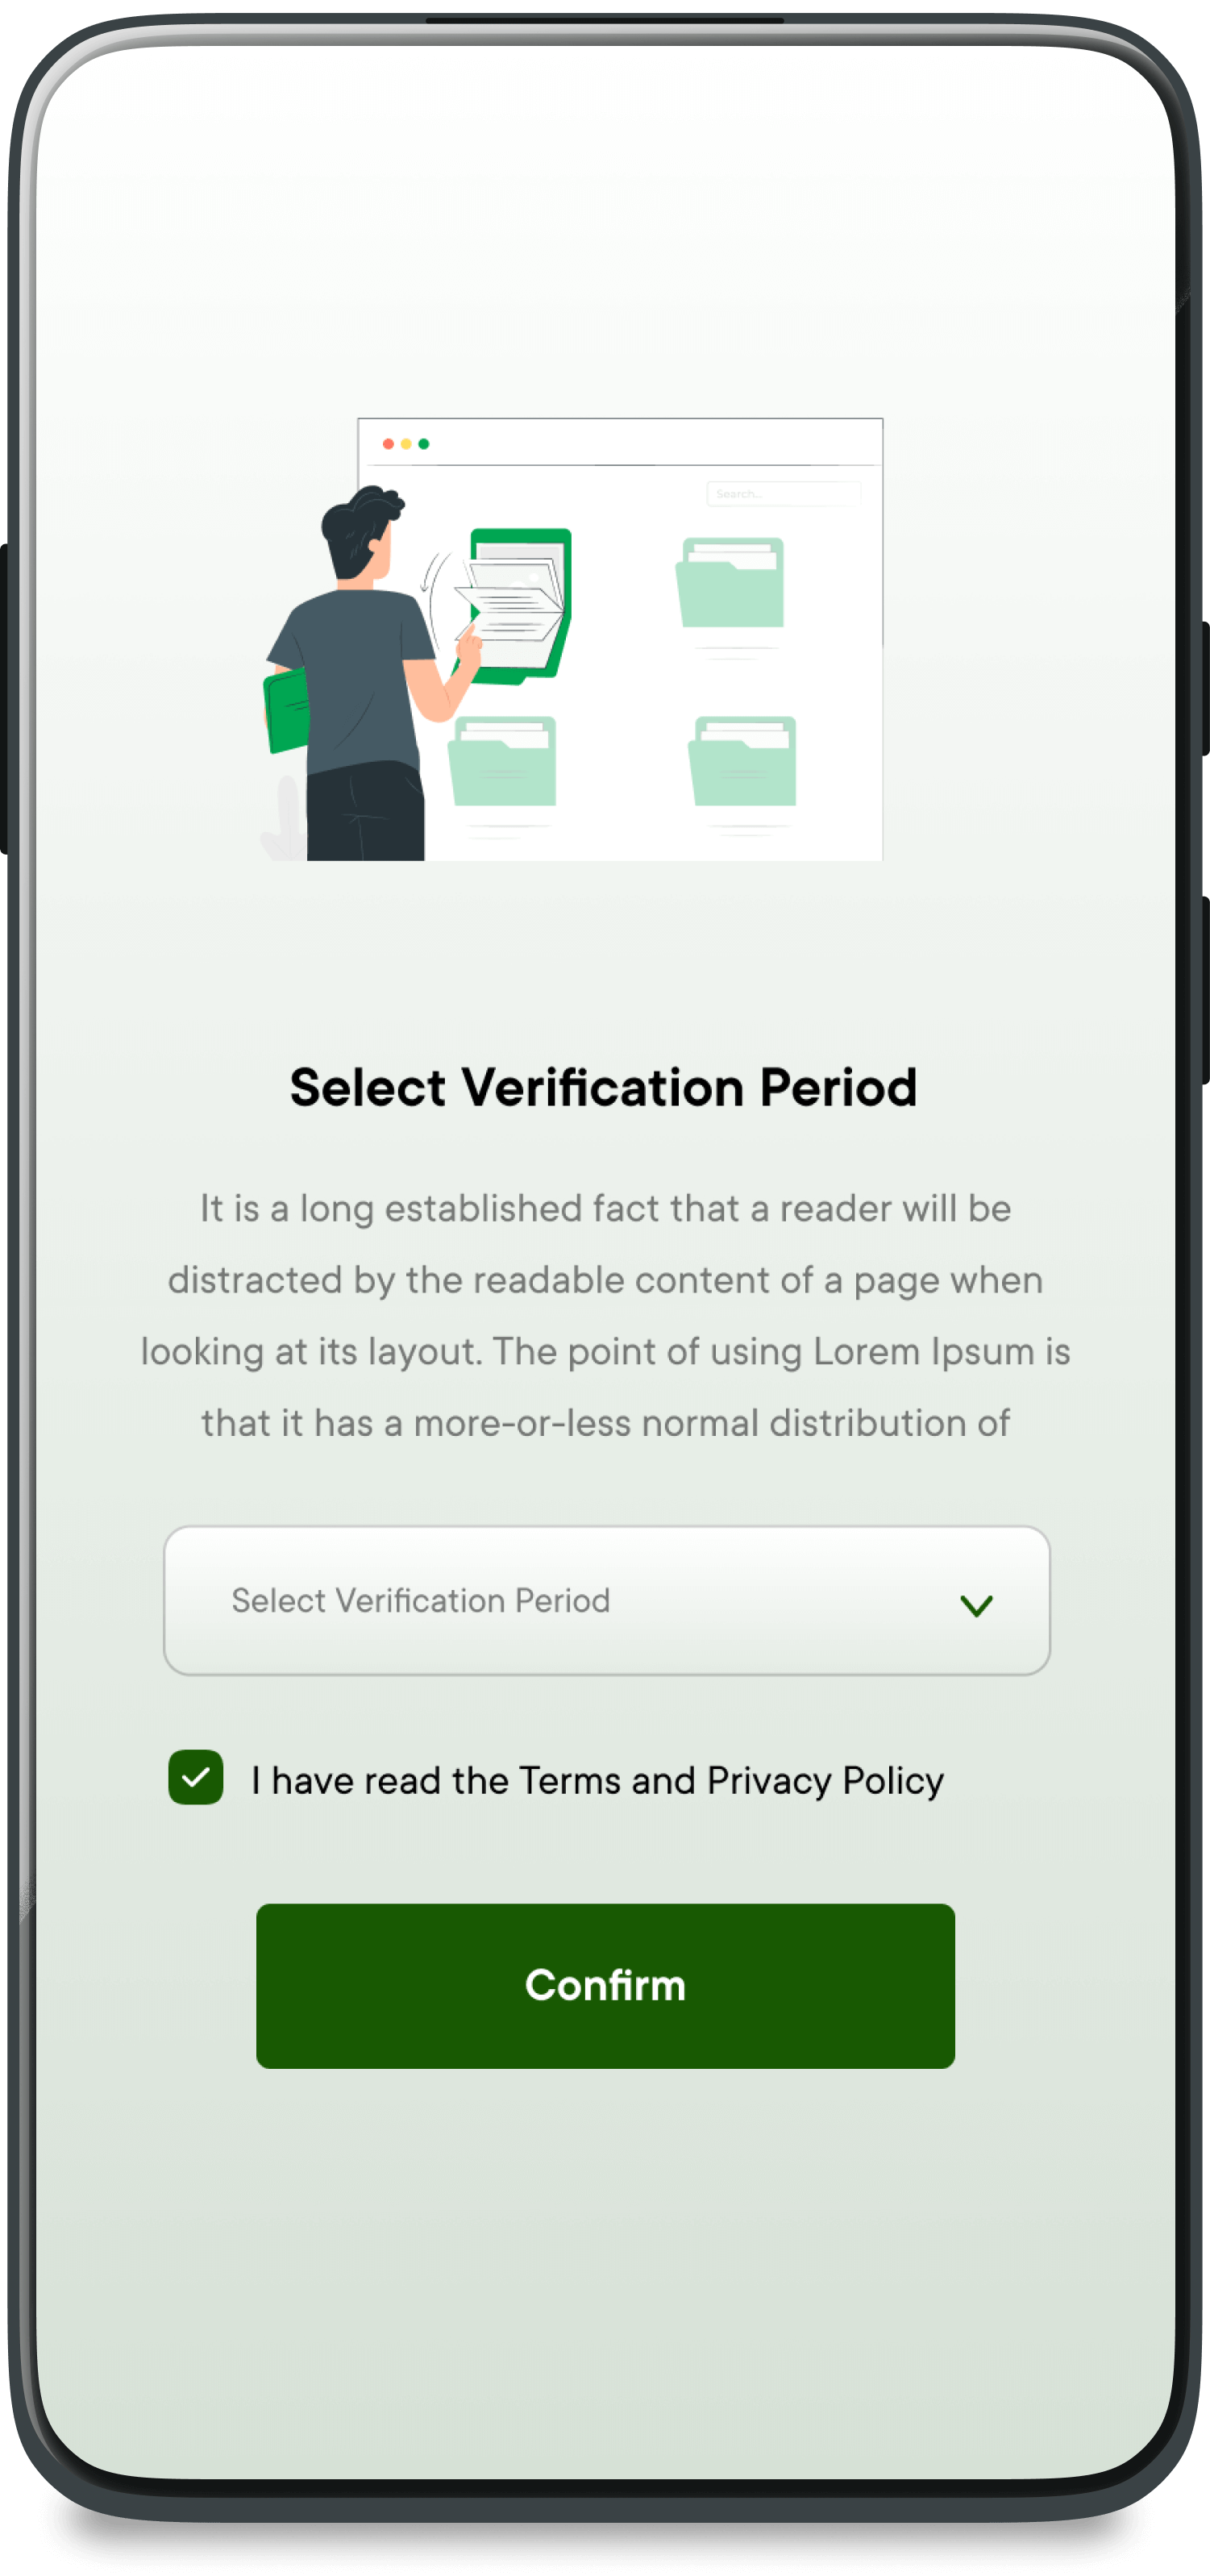 Search...
Select Verification Period
It is a long established fact that a reader will be
distracted by the readable content of a page when
looking at its layout. The point of using Lorem Ipsum is
that it has a more-or-less normal distribution of
Select Verification Period
I have read the Terms and Privacy Policy
Confirm